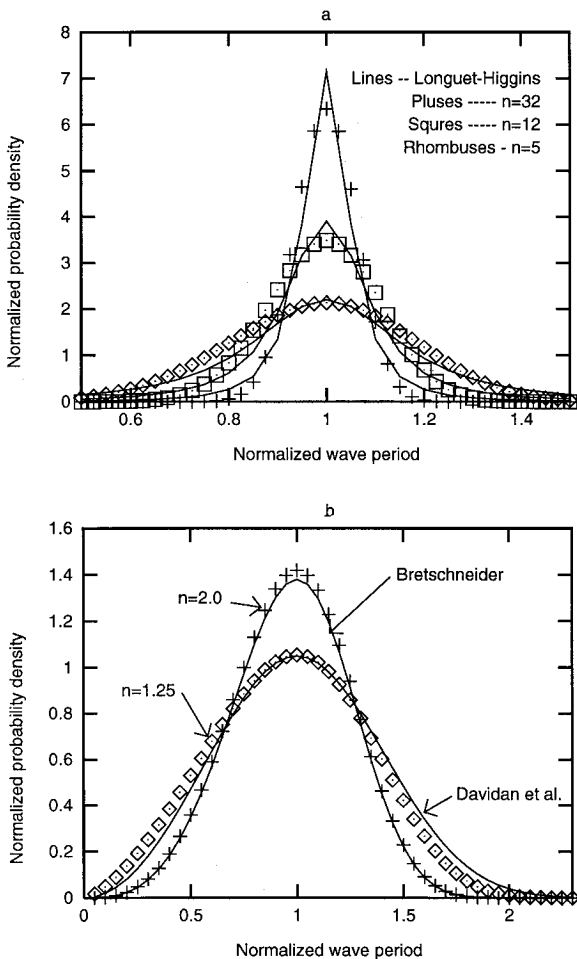 a
8
7
6
5
4
3
2
1
0
Normalized probability density
Lines -- Longuet-Higgins
Pluses ----- n=32
Squres ----- n=12
Rhombuses - n=5
0.6
0.8
1
1.2
1.4
Normalized wave period
b
1.6
1.4
1.2
1
0.8
0.6
0.4
0.2
0
Normalized probability density
n=2.0
Bretschneider
n=1.25
Davidan et al.
0
0.5
1
1.5
2
Normalized wave period